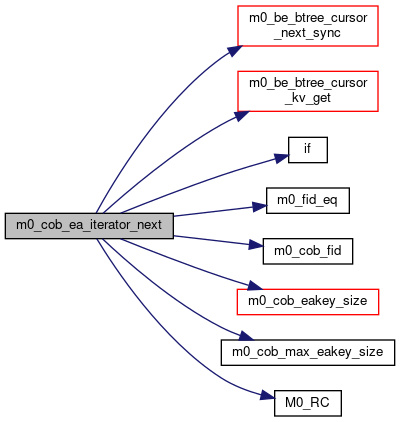 m0_be_btree_cursor
_next_sync
m0_be_btree_cursor
_kv_get
if
m0_fid_eq
m0_cob_ea_iterator_next
m0_cob_fid
m0_cob_eakey_size
m0_cob_max_eakey_size
M0_RC